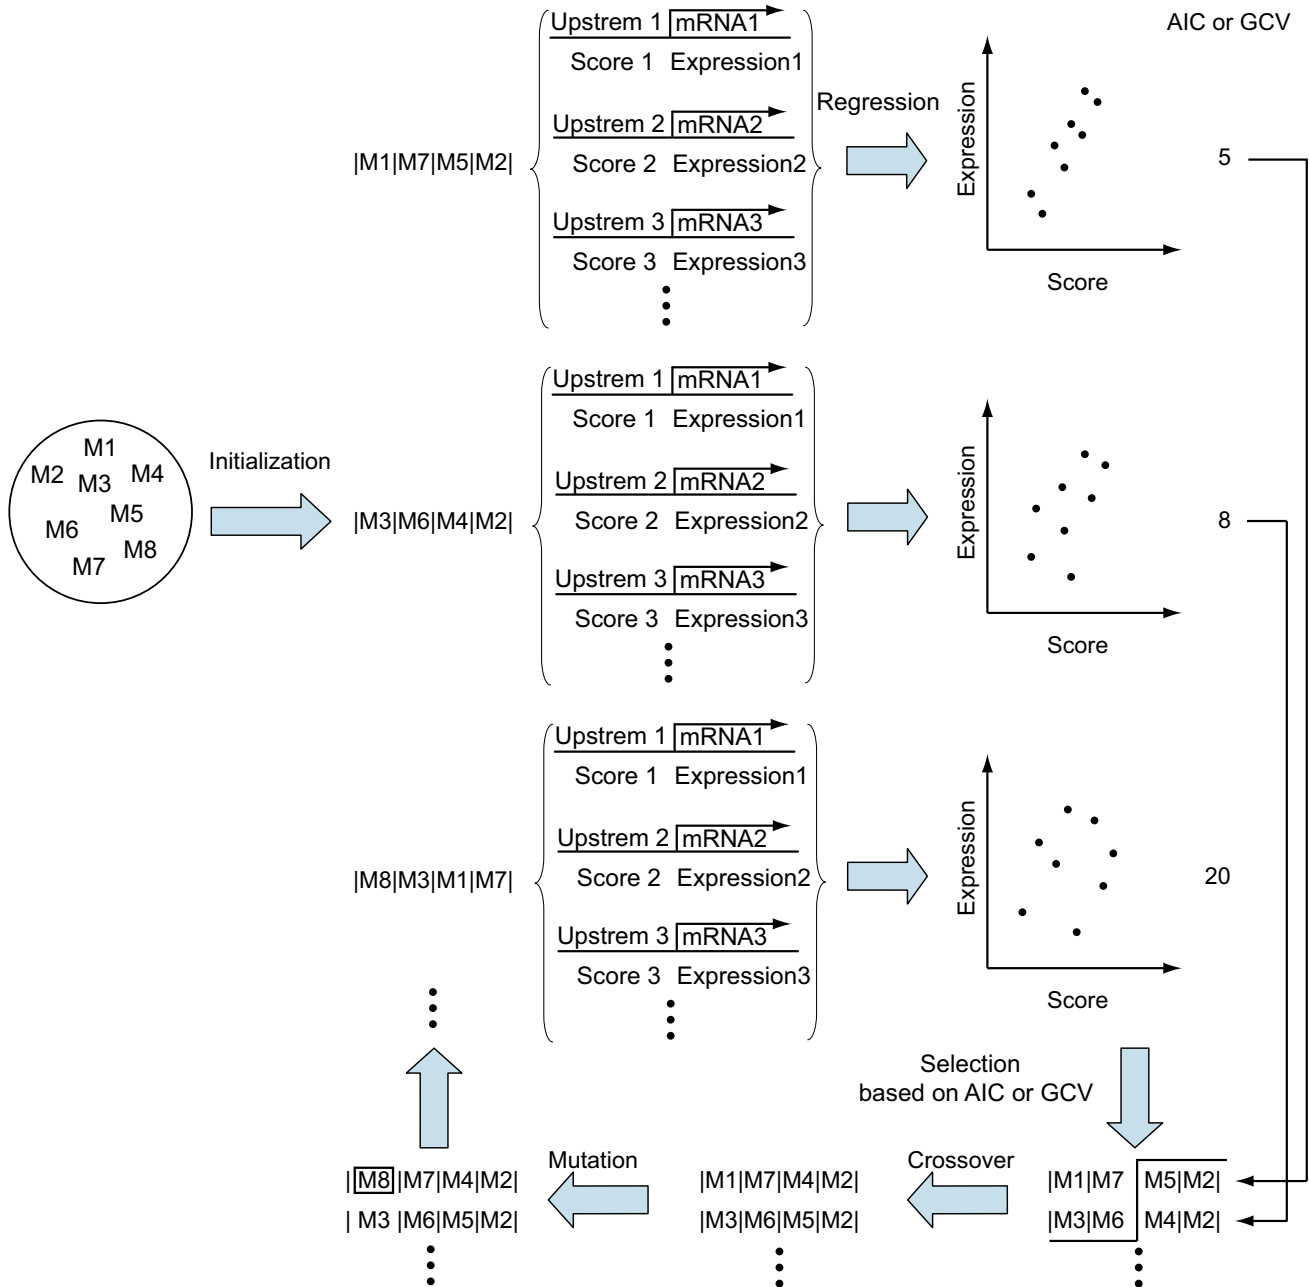 AIC or GCV
Upstrem 1 mRNA1
Score 1 Expression1
Upstrem 2 mRNA2
Score 2 Expression2
Upstrem 3 mRNA3
Score 3 Expression3
|M1|M7|M5|M2|
Regression
Expression
Score
5
M1
M2
M3
M4
M5
M6
M7
M8
Initialization
|M3|M6|M4|M2|
Upstrem 1 mRNA1
Score 1 Expression1
Upstrem 2 mRNA2
Score 2 Expression2
Upstrem 3 mRNA3
Score 3 Expression3
Expression
Score
8
|M8|M3|M1|M7|
Upstrem 1 mRNA1
Score 1 Expression1
Upstrem 2 mRNA2
Score 2 Expression2
Upstrem 3 mRNA3
Score 3 Expression3
Expression
Score
20
Selection
based on AIC or GCV
|M1|M7 M5|M2|
|M3|M6 M4|M2|
Crossover
|M1|M7|M4|M2|
|M3|M6|M5|M2|
Mutation
|M8|M7|M4|M2|
| M3 |M6|M5|M2|